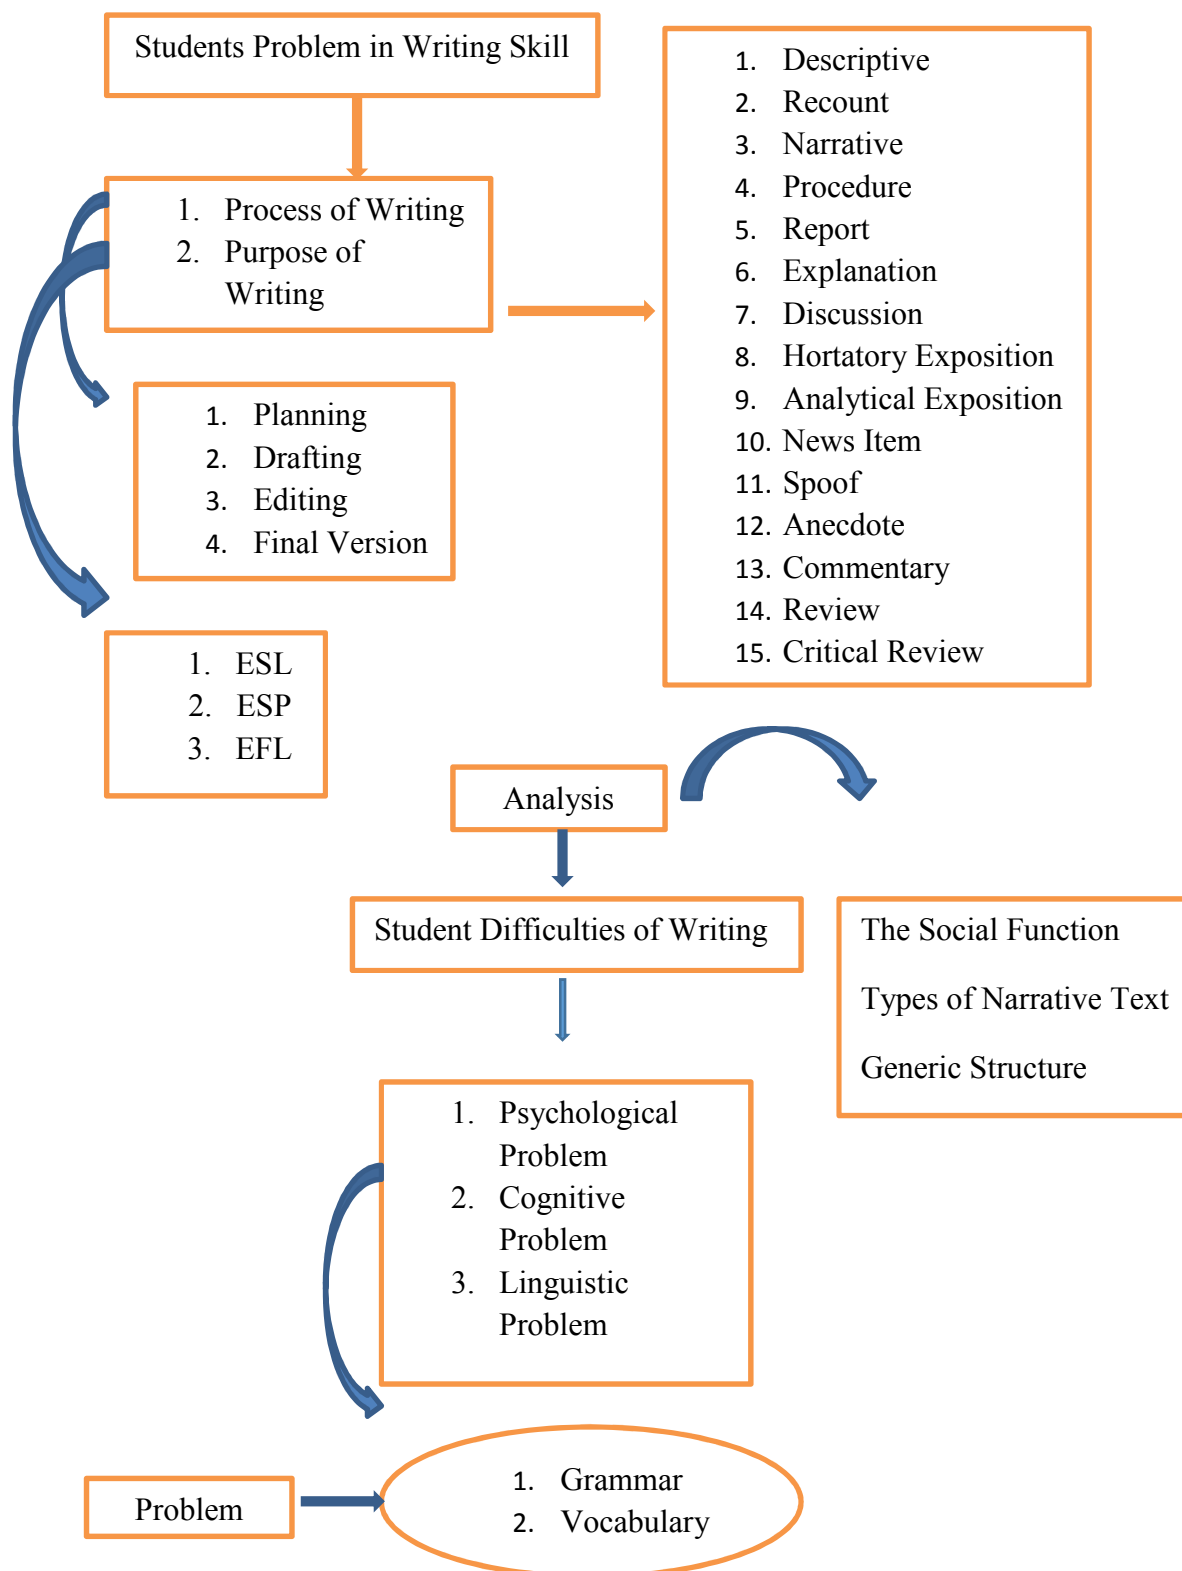 Students Problem in Writing Skill
1. Process of Writing
2. Purpose of
Writing
1. Descriptive
2. Recount
3. Narrative
4. Procedure
5. Report
6. Explanation
7. Discussion
8. Hortatory Exposition
9. Analytical Exposition
10. News Item
11. Spoof
12. Anecdote
13. Commentary
14. Review
15. Critical Review
1. Planning
2. Drafting
3. Editing
4. Final Version
1. ESL
2. ESP
3. EFL
Analysis
Student Difficulties of Writing
The Social Function
Types of Narrative Text
Generic Structure
1. Psychological
Problem
2. Cognitive
Problem
3. Linguistic
Problem
Problem
1. Grammar
2. Vocabulary